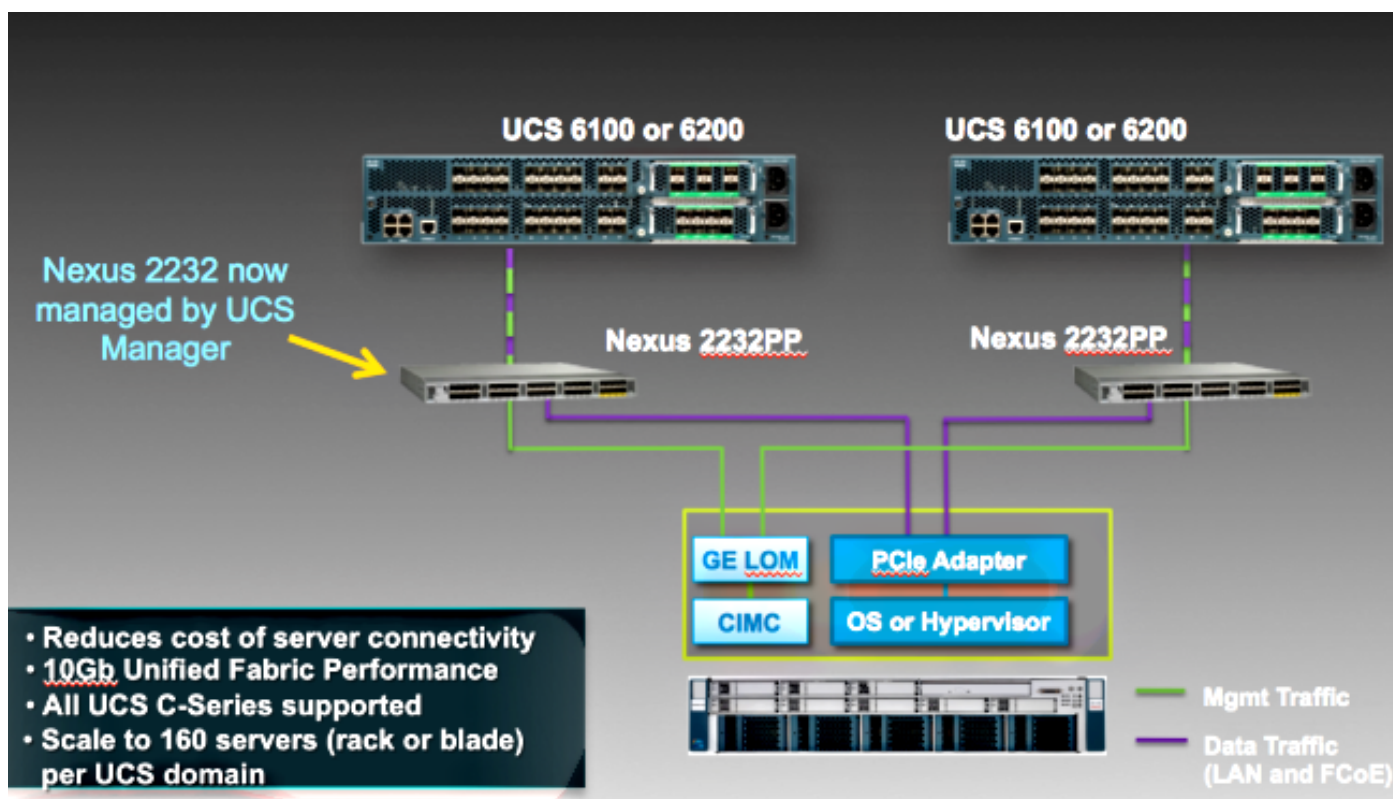 UCS 6100 or 6200
UCS 6100 or 6200
Nexus 2232 now
managed by UCS
Manager
Nexus 2232PP
Nexus 2232PP
GE LOM
PCIe Adapter
CIMC
OS or Hypervisor
• Reduces cost of server connectivity
• 10Gb Unified Fabric Performance
• All UCS C-Series supported
• Scale to 160 servers (rack or blade)
per UCS domain
Mgmt Traffic
Data Traffic
(LAN and FCoE)